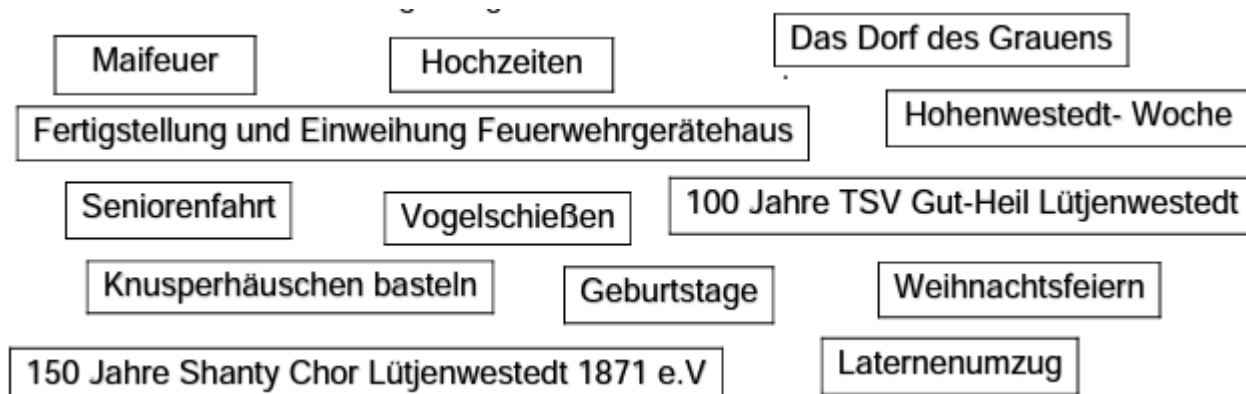 Maifeuer
Hochzeiten
Das Dorf des Grauens
Fertigstellung und Einweihung Feuerwehrgerätehaus
Hohenwestedt- Woche
Seniorenfahrt
Vogelschießen
100 Jahre TSV Gut-Heil Lütjenwestedt
Knusperhäuschen basteln
Geburtstage
Weihnachtsfeiern
150 Jahre Shanty Chor Lütjenwestedt 1871 e.V
Laternenumzug